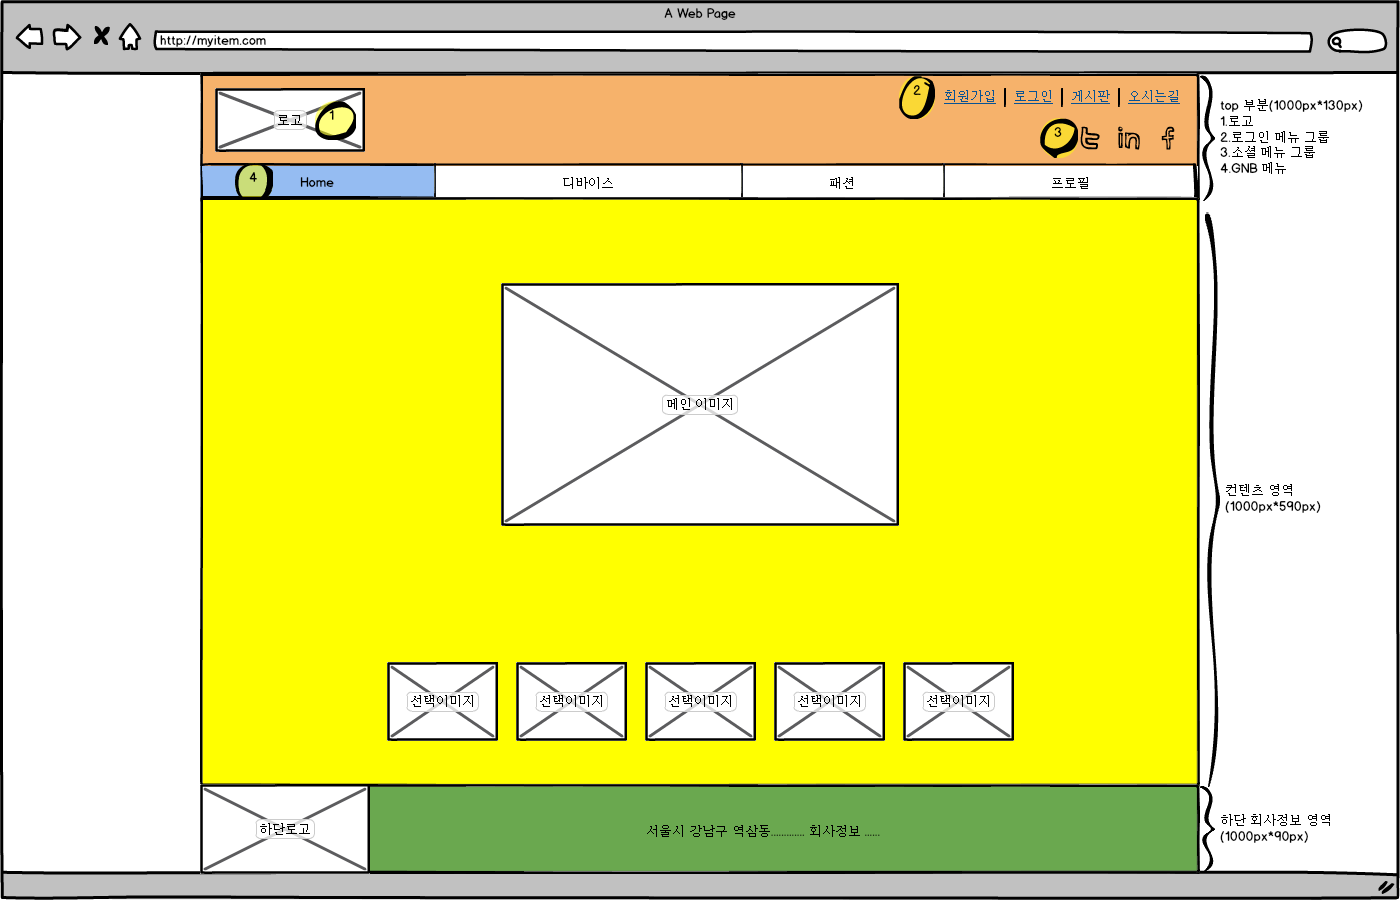 A Web Page
http://myitem.com
로고
1
2
회원가입 | 로그인 | 게시판 | 오시는길
3
in f
4
Home
디바이스
패션
프로필
top 부분(1000px*130px)
1.로고
2.로그인 메뉴 그룹
3.소셜 메뉴 그룹
4.GNB 메뉴
메인 이미지
컨텐츠 영역
(1000px*590px)
선택이미지
선택이미지
선택이미지
선택이미지
선택이미지
하단로고
서울시 강남구 역삼동............. 회사정보 ......
하단 회사정보 영역
(1000px*90px)